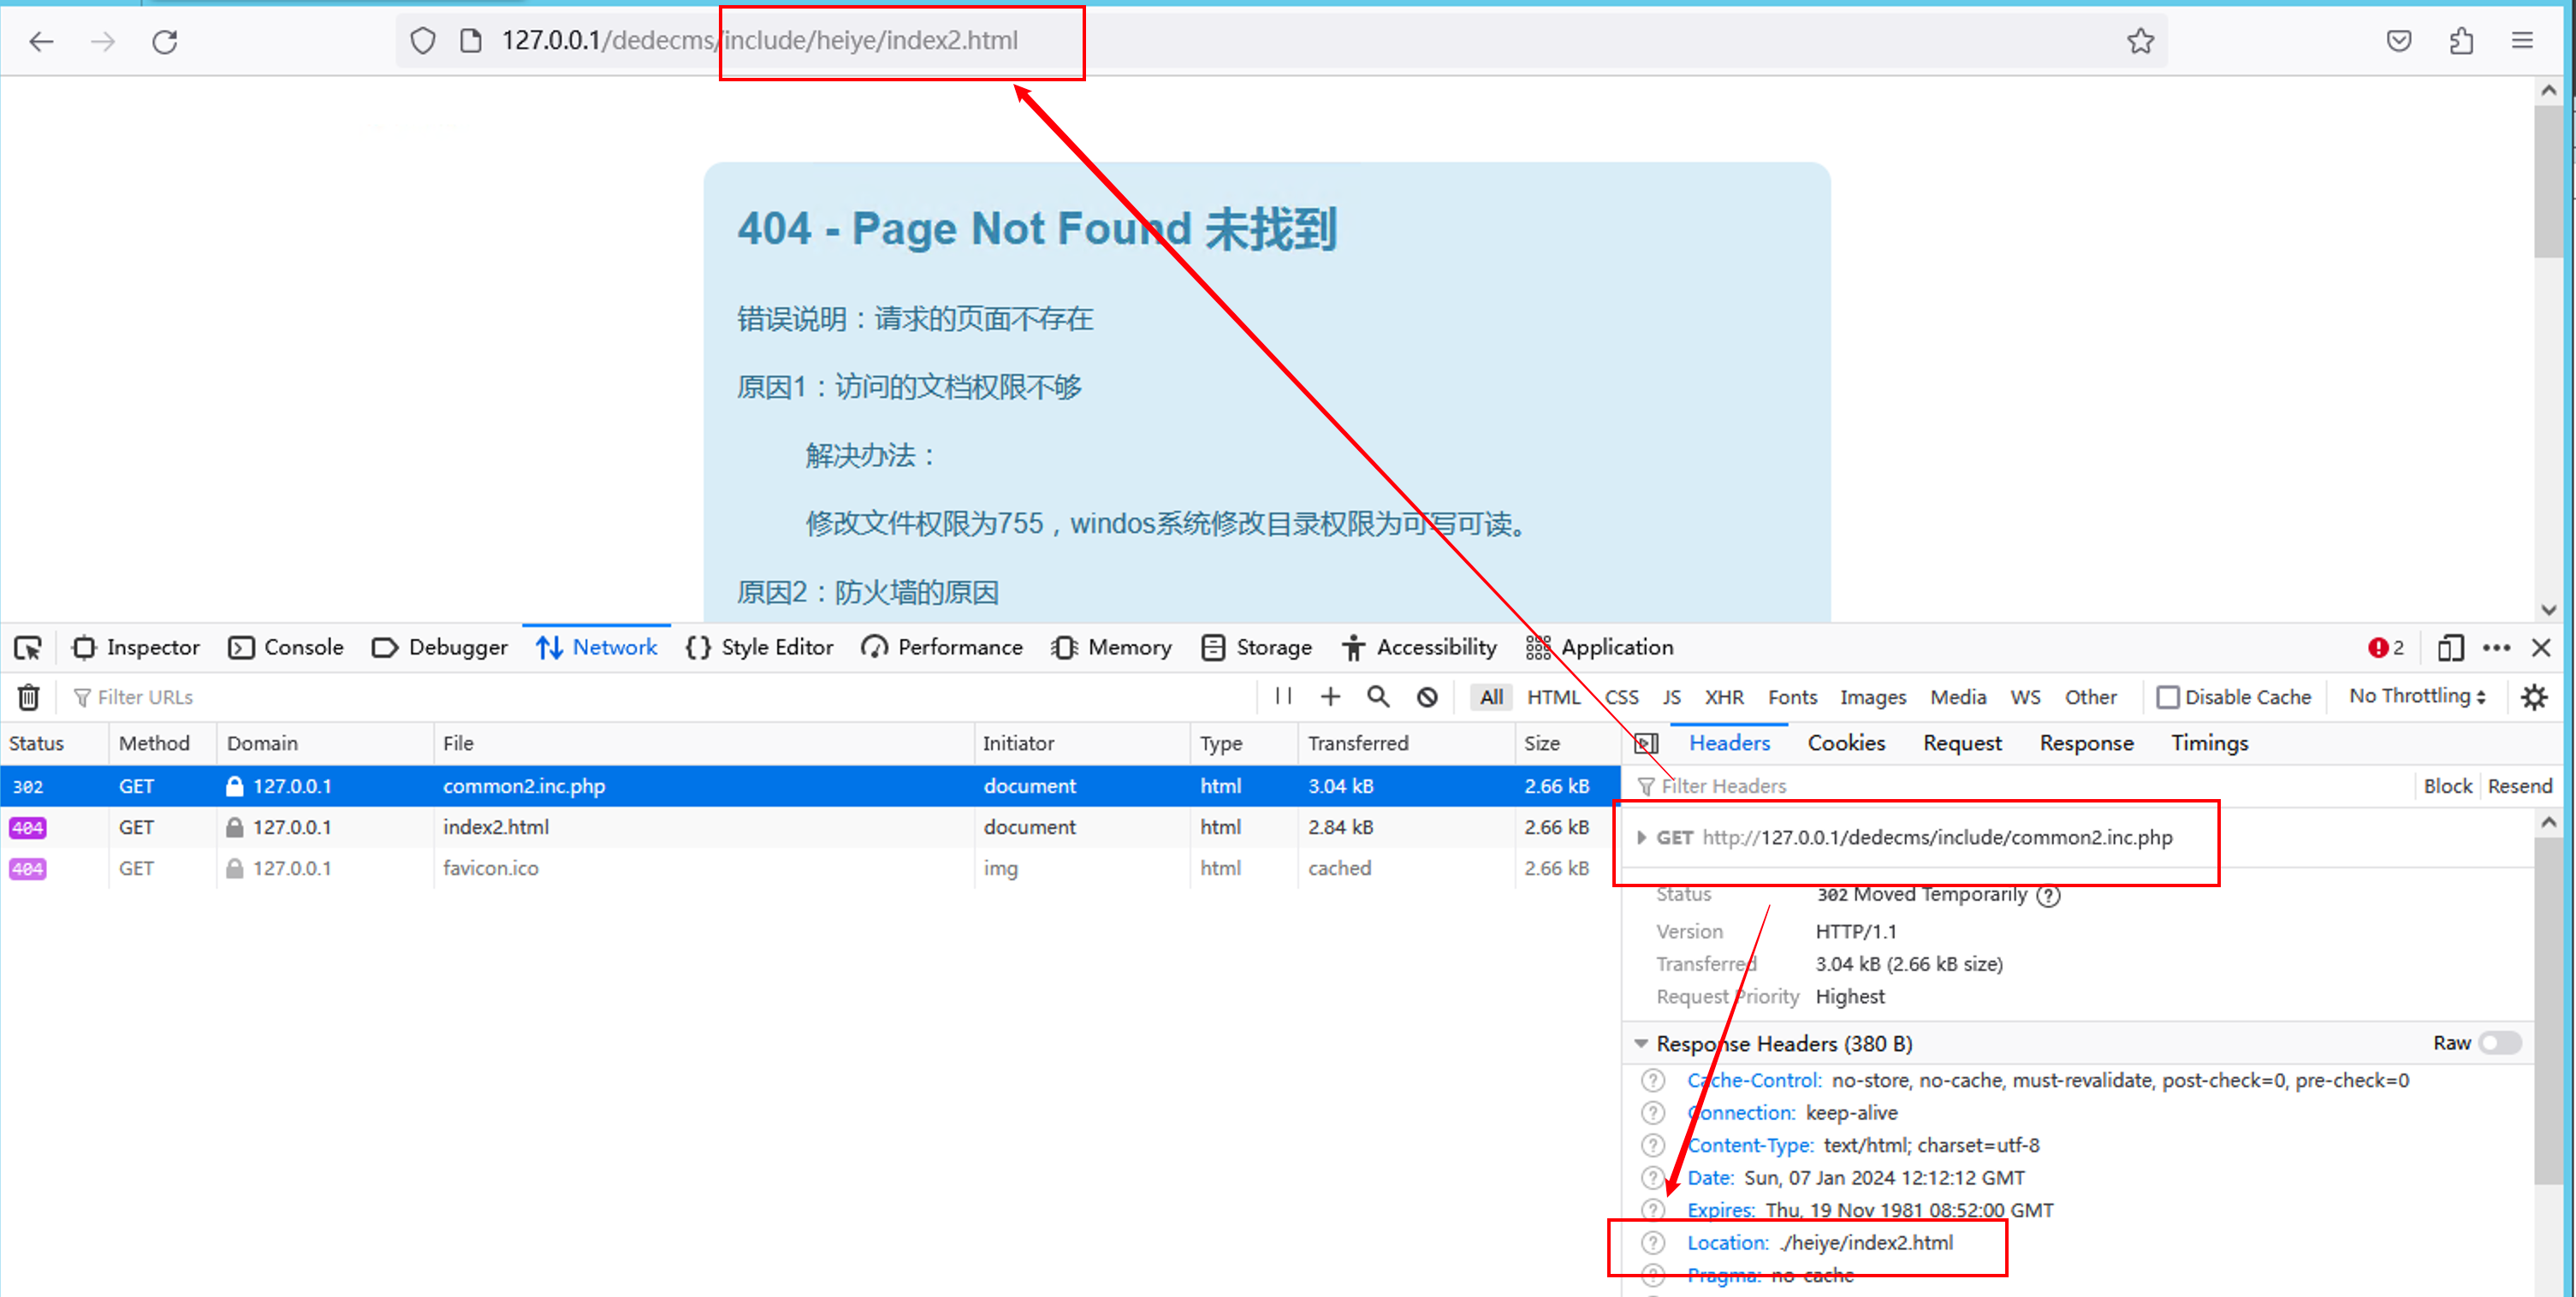 127.0.0.1/dedecms/include/heiye/index2.html
404 - Page Not Found 未找到
错误说明：请求的页面不存在
原因1：访问的文档权限不够
解决办法：
修改文件权限为755，windos系统修改目录权限为可写可读。
原因2：防火墙的原因
Inspector Console Debugger Network Style Editor Performance Memory Storage Accessibility Application 2
Filter URLs All HTML CSS JS XHR Fonts Images Media WS Other Disable Cache No Throttling
Status Method Domain File Initiator Type Transferred Size
302 GET 127.0.0.1 common2.inc.php document html 3.04 kB 2.66 kB
404 GET 127.0.0.1 index2.html document html 2.84 kB 2.66 kB
404 GET 127.0.0.1 favicon.ico img html cached 2.66 kB
Headers Cookies Request Response Timings
Filter Headers Block Resend
GET http://127.0.0.1/dedecms/include/common2.inc.php
Status 302 Moved Temporarily
Version HTTP/1.1
Transferred 3.04 kB (2.66 kB size)
Request Priority Highest
Response Headers (380 B) Raw
Cache-Control: no-store, no-cache, must-revalidate, post-check=0, pre-check=0
Connection: keep-alive
Content-Type: text/html; charset=utf-8
Date: Sun, 07 Jan 2024 12:12:12 GMT
Expires: Thu, 19 Nov 1981 08:52:00 GMT
Location: ./heiye/index2.html
Pragma: no-cache